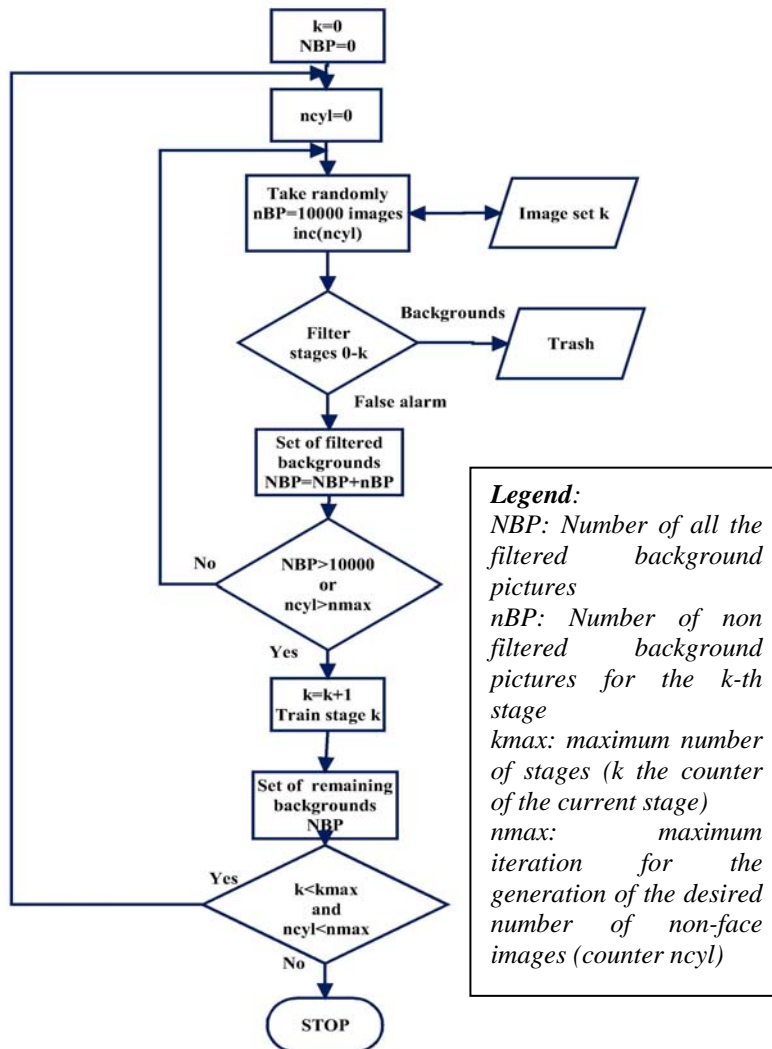 k=0
NBP=0
ncyl=0
Take randomly
nBP=10000 images
inc(ncyl)
Image set k
Backgrounds
Filter
stages 0-k
Trash
False alarm
Set of filtered
backgrounds
NBP=NBP+nBP
No
NBP>10000
or
ncyl>nmax
Yes
k=k+1
Train stage k
Set of remaining
backgrounds
NBP
Yes
k<kmax
and
ncyl<nmax
No
STOP
Legend:
NBP: Number of all the
filtered background
pictures
nBP: Number of non
filtered background
pictures for the k-th
stage
kmax: maximum number
of stages (k the counter
of the current stage)
nmax: maximum
iteration for the
generation of the desired
number of non-face
images (counter ncyl)